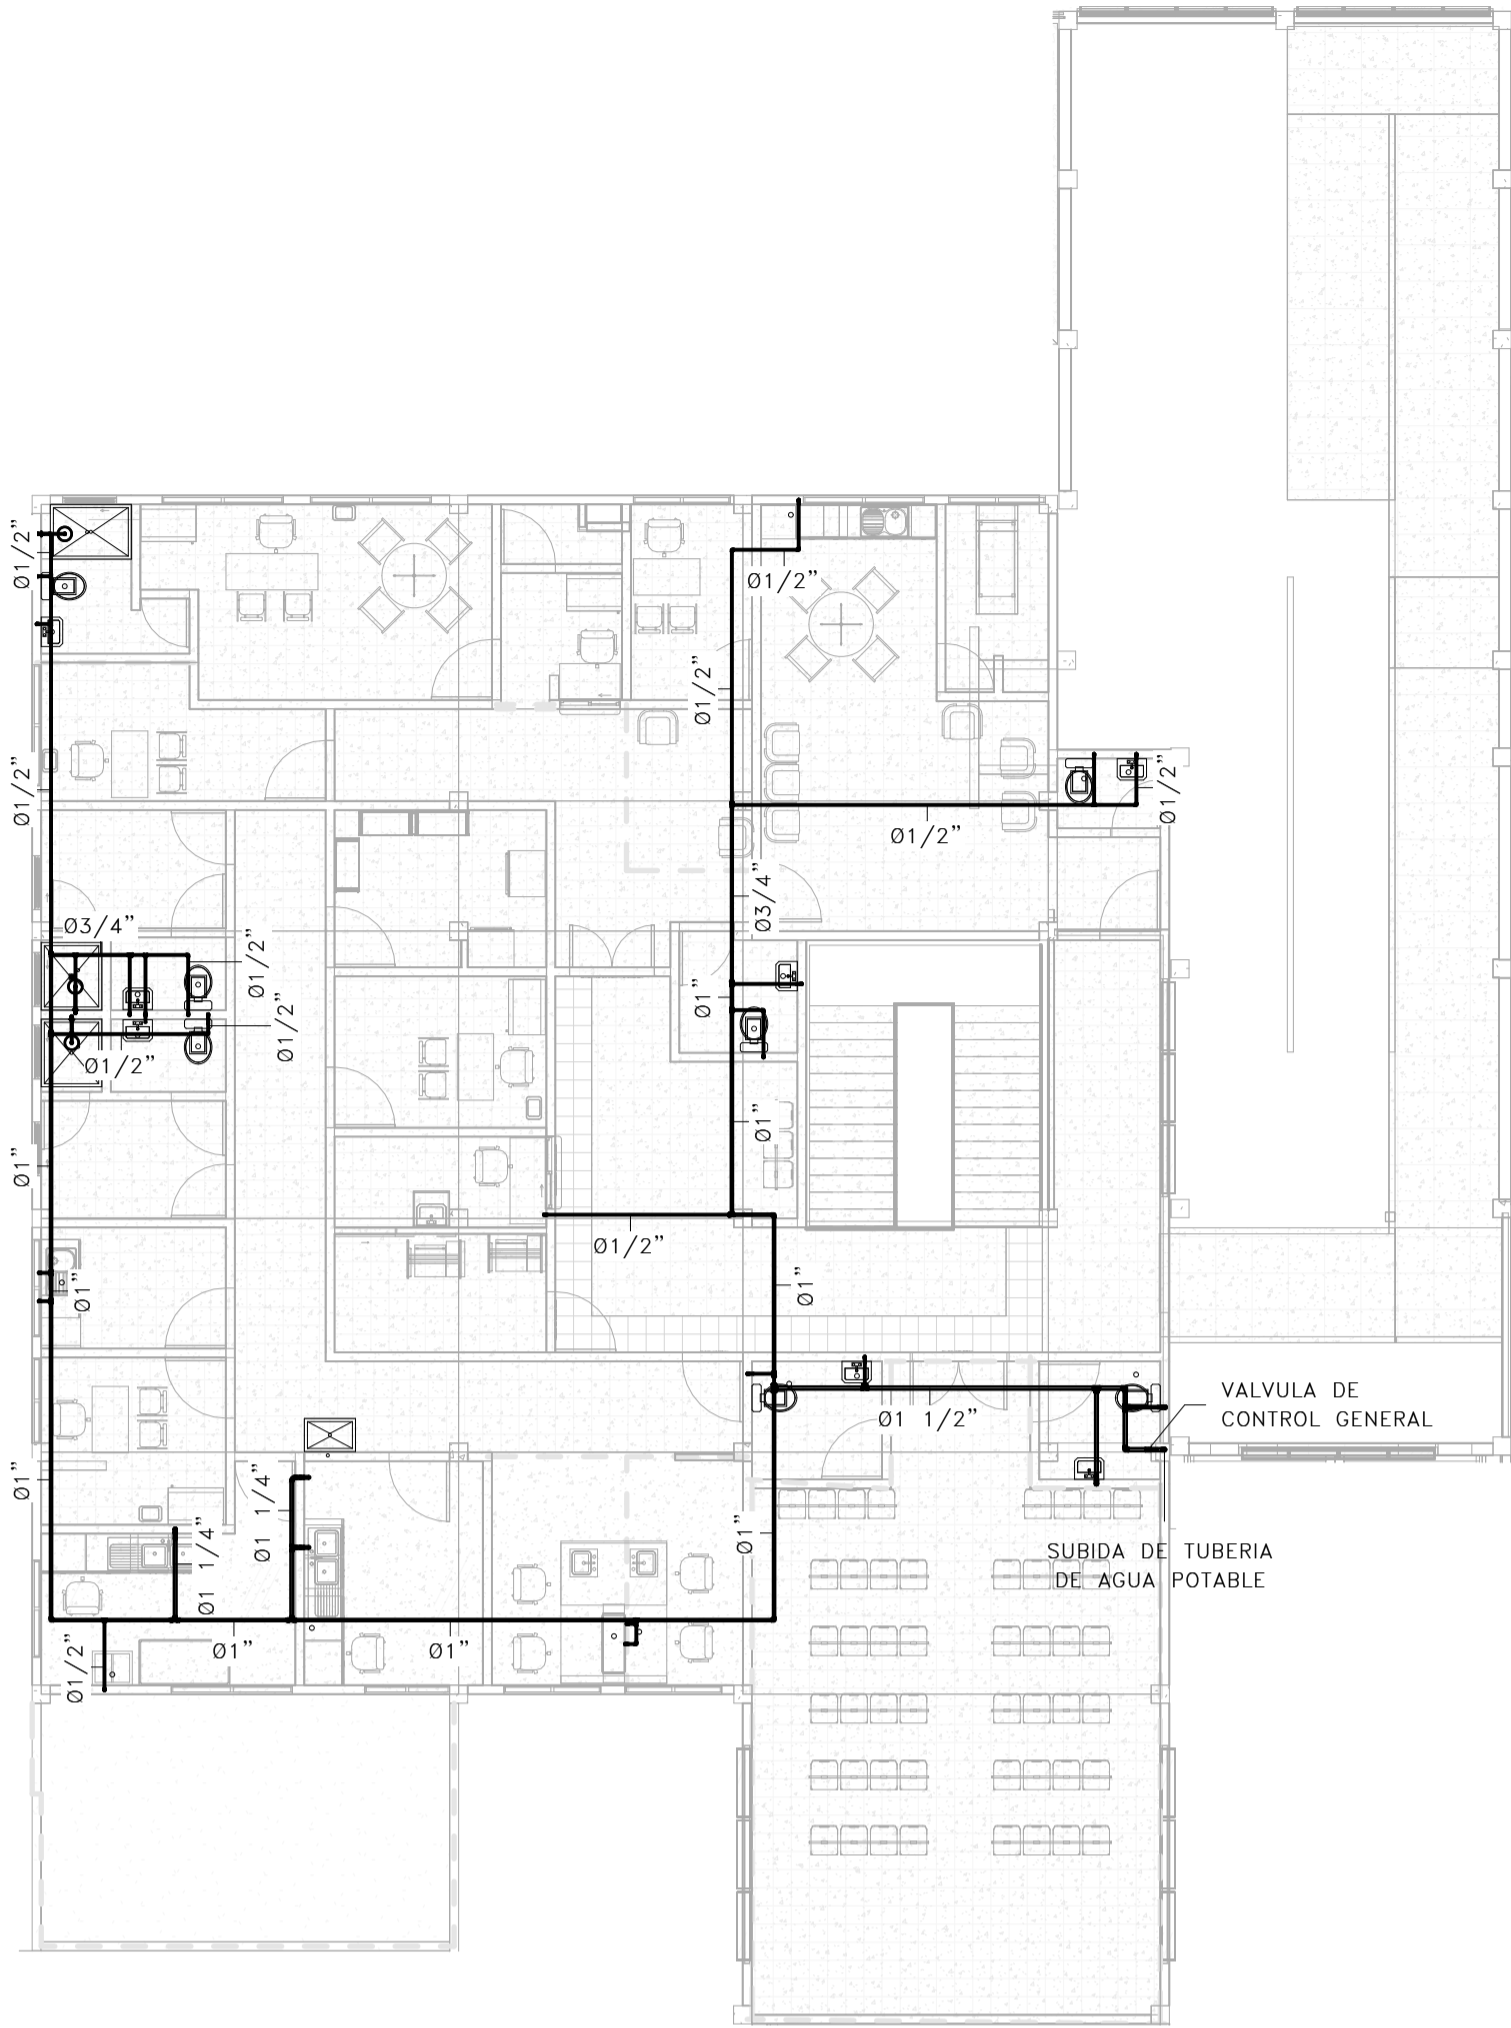 Ø1/2”
Ø1/2”
Ø1/2”
Ø1/2”
Ø1/2”
Ø1/2”
Ø3/4”
Ø3/4”
Ø1/2”
Ø1”
Ø1/2”
Ø1/2”
Ø1”
Ø1”
Ø1/2”
Ø1”
Ø1”
VALVULA DE
CONTROL GENERAL
Ø1 1/2”
Ø1”
Ø1 1/4”
Ø1 1/4”
Ø1”
SUBIDA DE TUBERIA
DE AGUA POTABLE
Ø1/2”
Ø1”
Ø1”